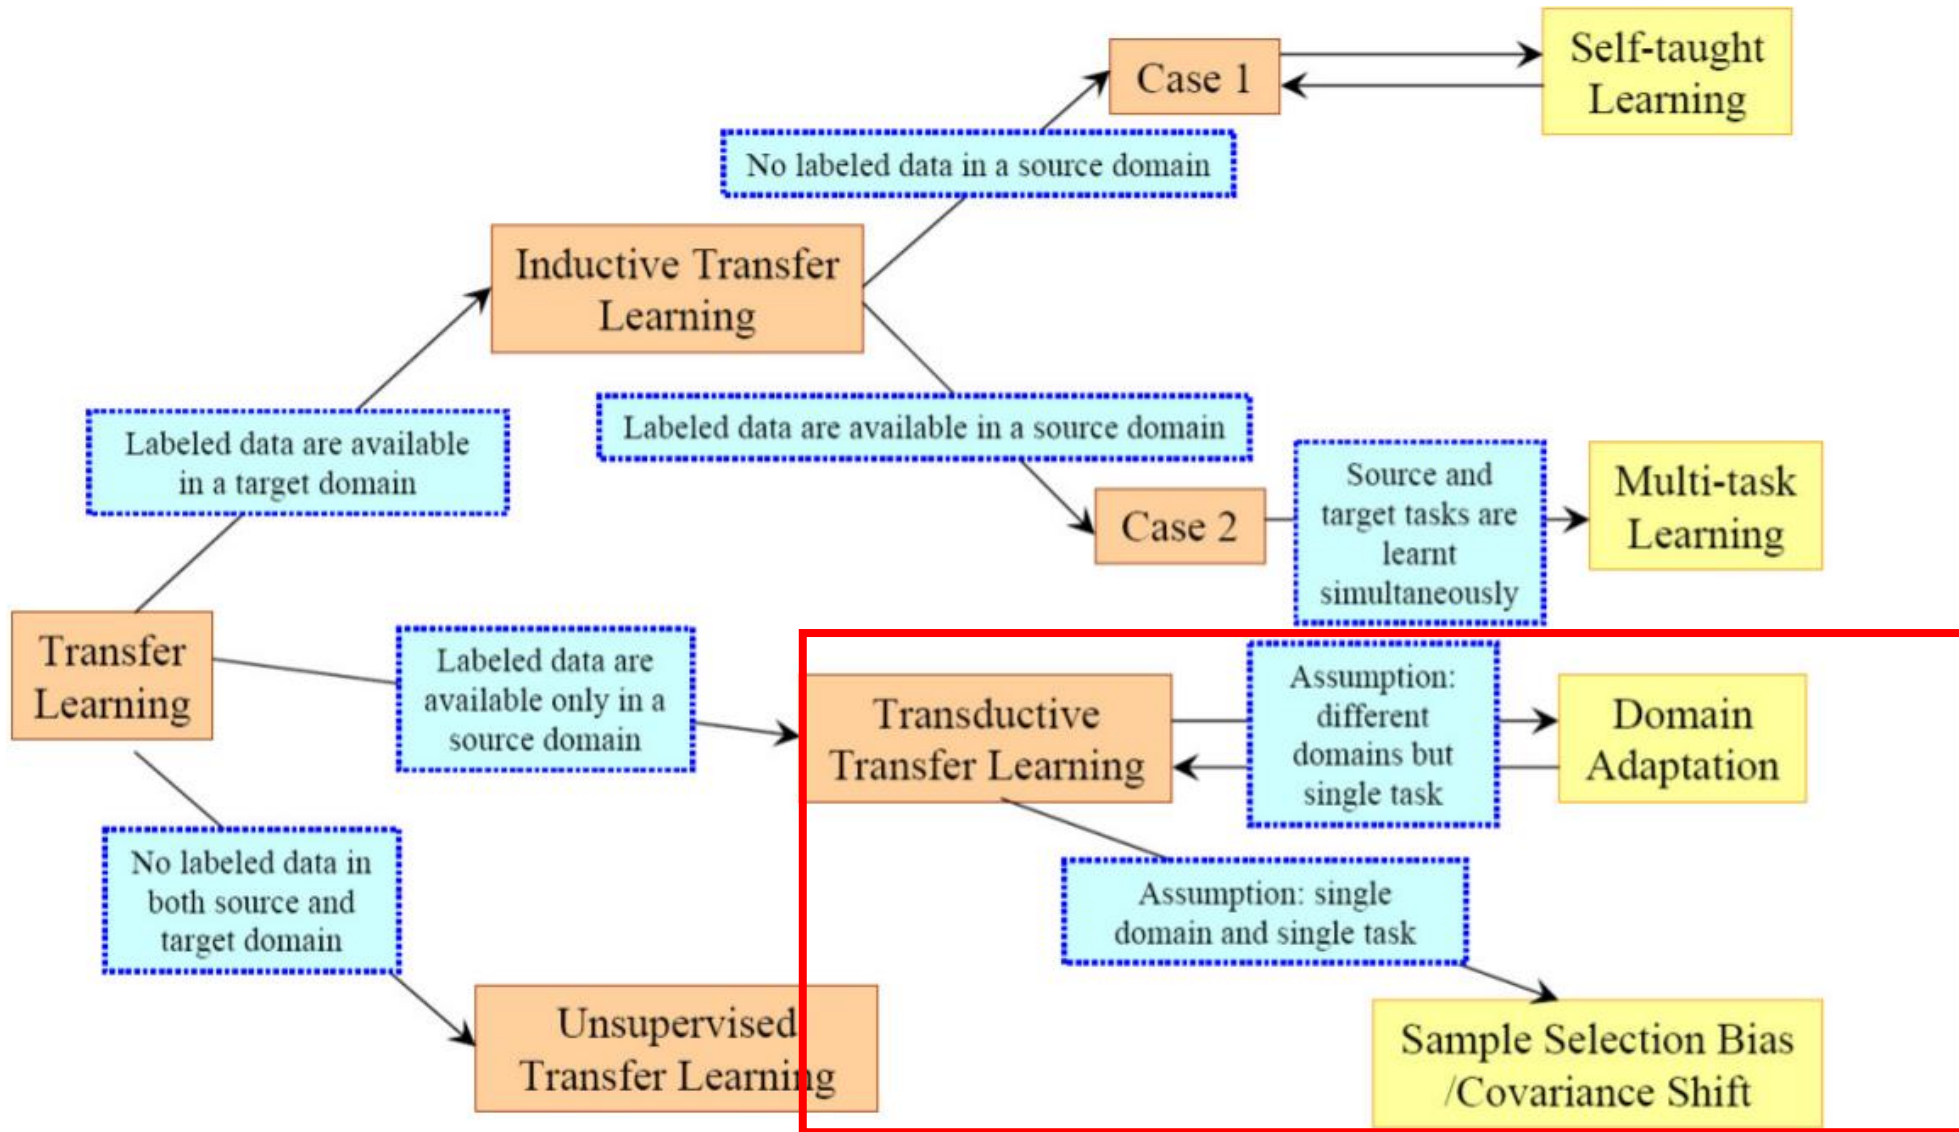 Case 1
Self-taught
Learning
No labeled data in a source domain
Inductive Transfer
Learning
Labeled data are available
in a target domain
Labeled data are available in a source domain
Case 2
Source and
target tasks are
learnt
simultaneously
Multi-task
Learning
Transfer
Learning
Labeled data are
available only in a
source domain
Transductive
Transfer Learning
Assumption:
different
domains but
single task
Domain
Adaptation
No labeled data in
both source and
target domain
Assumption: single
domain and single task
Unsupervised
Transfer Learning
Sample Selection Bias
/Covariance Shift